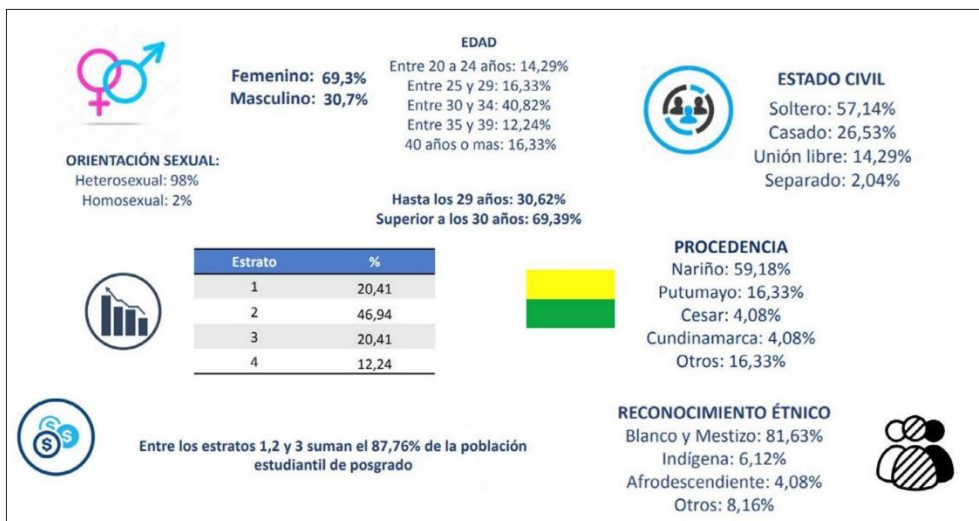 Femenino: 69,3%
Masculino: 30,7%
ORIENTACIÓN SEXUAL:
Heterosexual: 98%
Homosexual: 2%
EDAD
Entre 20 a 24 años: 14,29%
Entre 25 y 29: 16,33%
Entre 30 y 34: 40,82%
Entre 35 y 39: 12,24%
40 años o mas: 16,33%
Hasta los 29 años: 30,62%
Superior a los 30 años: 69,39%
ESTADO CIVIL
Soltero: 57,14%
Casado: 26,53%
Unión libre: 14,29%
Separado: 2,04%
Estrato %
1 20,41
2 46,94
3 20,41
4 12,24
PROCEDENCIA
Nariño: 59,18%
Putumayo: 16,33%
Cesar: 4,08%
Cundinamarca: 4,08%
Otros: 16,33%
$ $ $
Entre los estratos 1,2 y 3 suman el 87,76% de la población
estudiantil de posgrado
RECONOCIMIENTO ÉTNICO
Blanco y Mestizo: 81,63%
Indígena: 6,12%
Afrodescendiente: 4,08%
Otros: 8,16%